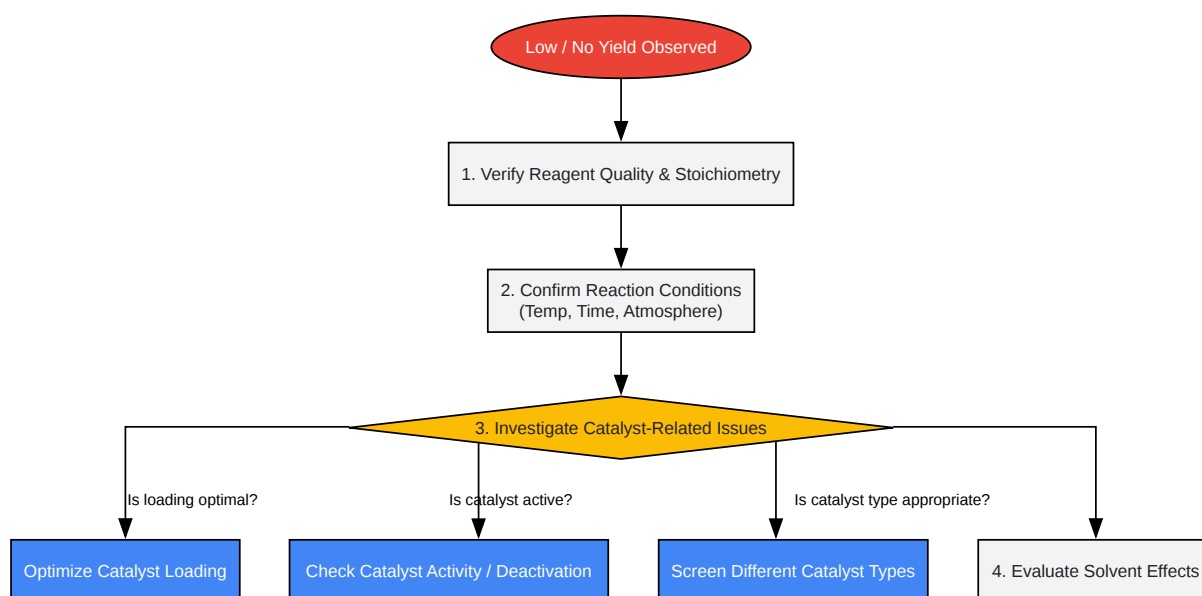 Low / No Yield Observed
1. Verify Reagent Quality & Stoichiometry
2. Confirm Reaction Conditions
(Temp, Time, Atmosphere)
3. Investigate Catalyst-Related Issues
Is loading optimal?
Is catalyst active?
Is catalyst type appropriate?
Optimize Catalyst Loading
Check Catalyst Activity / Deactivation
Screen Different Catalyst Types
4. Evaluate Solvent Effects